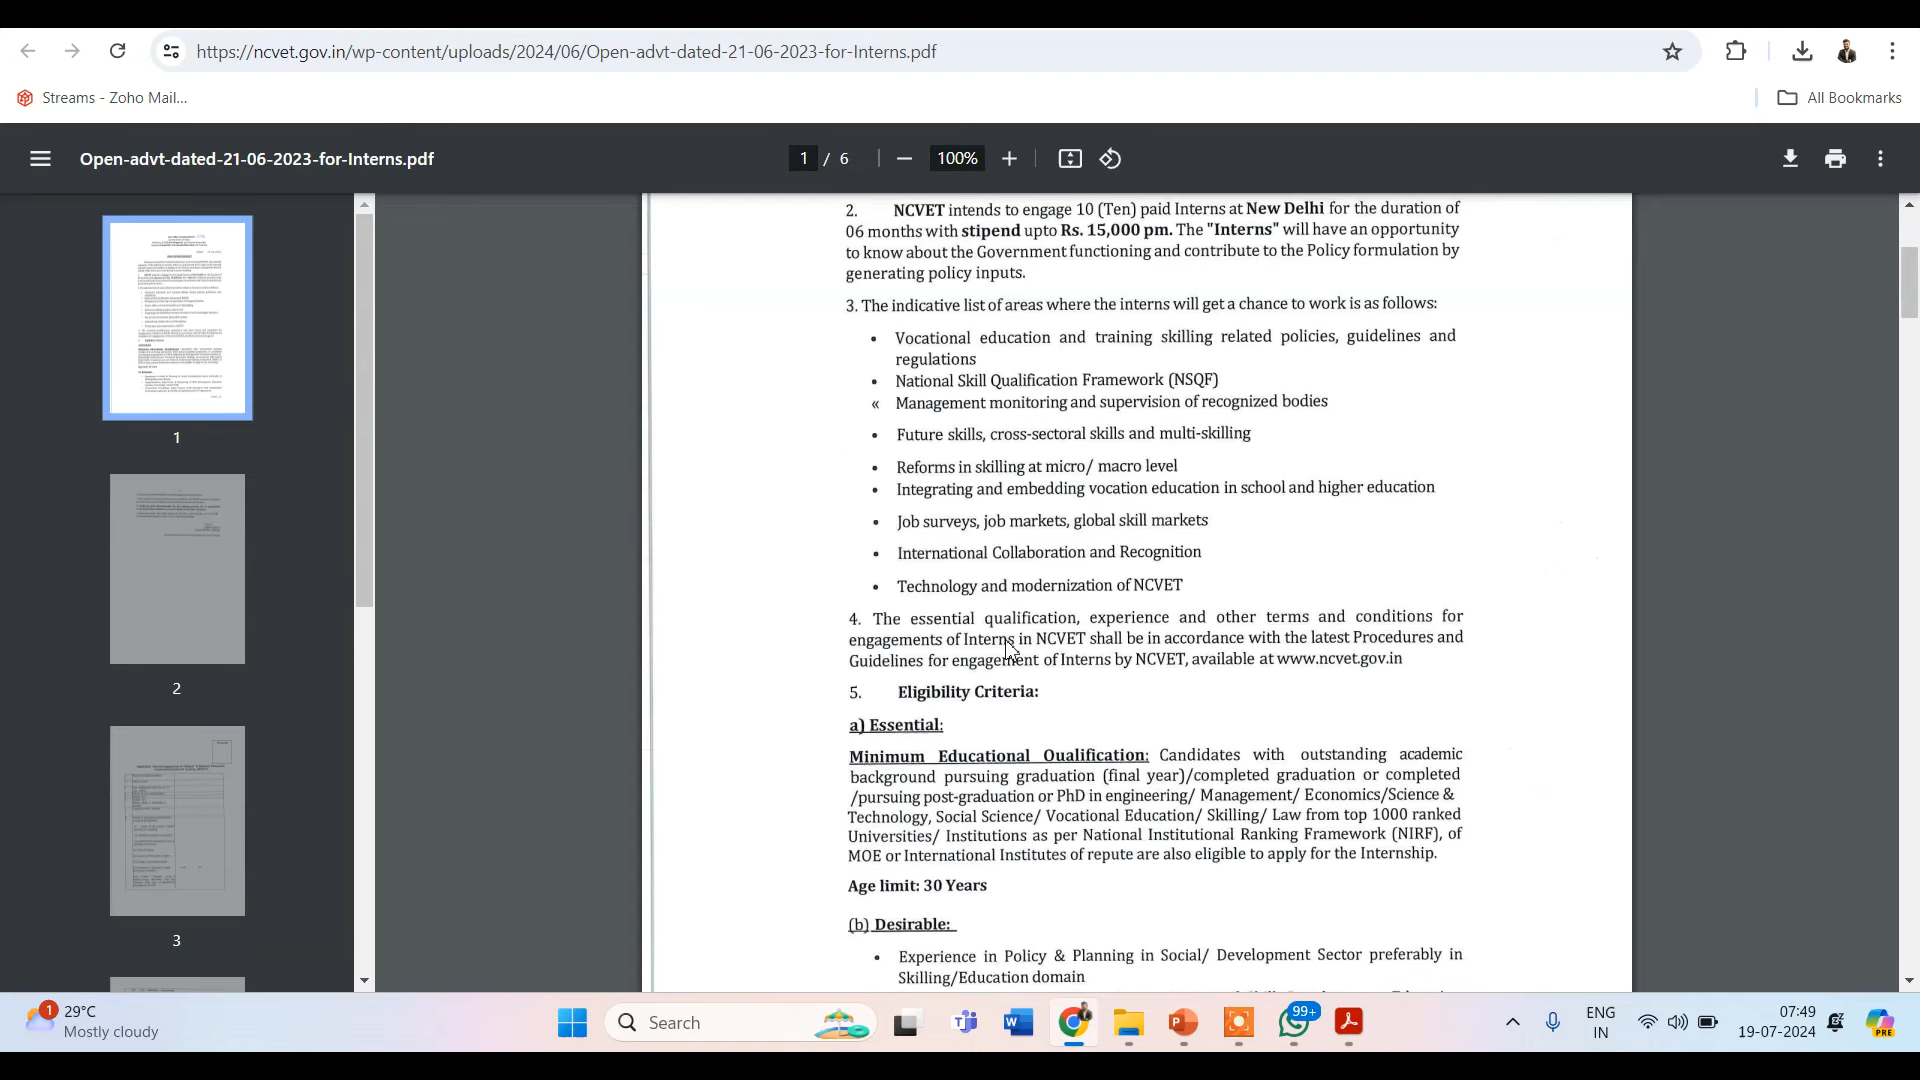 https://ncvet.gov.in/wp-content/uploads/2024/06/Open-advt-dated-21-06-2023-for-Interns.pdf
Streams - Zoho Mail...
All Bookmarks
Open-advt-dated-21-06-2023-for-Interns.pdf
1 / 6
100%
2. NCVET intends to engage 10 (Ten) paid Interns at New Delhi for the duration of
06 months with stipend upto Rs. 15,000 pm. The "Interns" will have an opportunity
to know about the Government functioning and contribute to the Policy formulation by
generating policy inputs.
3. The indicative list of areas where the interns will get a chance to work is as follows:
• Vocational education and training skilling related policies, guidelines and
regulations
• National Skill Qualification Framework (NSQF)
« Management monitoring and supervision of recognized bodies
• Future skills, cross-sectoral skills and multi-skilling
• Reforms in skilling at micro/ macro level
• Integrating and embedding vocation education in school and higher education
• Job surveys, job markets, global skill markets
• International Collaboration and Recognition
• Technology and modernization of NCVET
4. The essential qualification, experience and other terms and conditions for
engagements of Interns in NCVET shall be in accordance with the latest Procedures and
Guidelines for engagement of Interns by NCVET, available at www.ncvet.gov.in
5. Eligibility Criteria:
a) Essential:
Minimum Educational Qualification: Candidates with outstanding academic
background pursuing graduation (final year)/completed graduation or completed
/pursuing post-graduation or PhD in engineering/ Management/ Economics/Science &
Technology, Social Science/ Vocational Education/ Skilling/ Law from top 1000 ranked
Universities/ Institutions as per National Institutional Ranking Framework (NIRF), of
MOE or International Institutes of repute are also eligible to apply for the Internship.
Age limit: 30 Years
(b) Desirable:
• Experience in Policy & Planning in Social/ Development Sector preferably in
Skilling/Education domain
1
2
3
1
29°C
Mostly cloudy
Search
99+
ENG
IN
07:49
19-07-2024
PRE